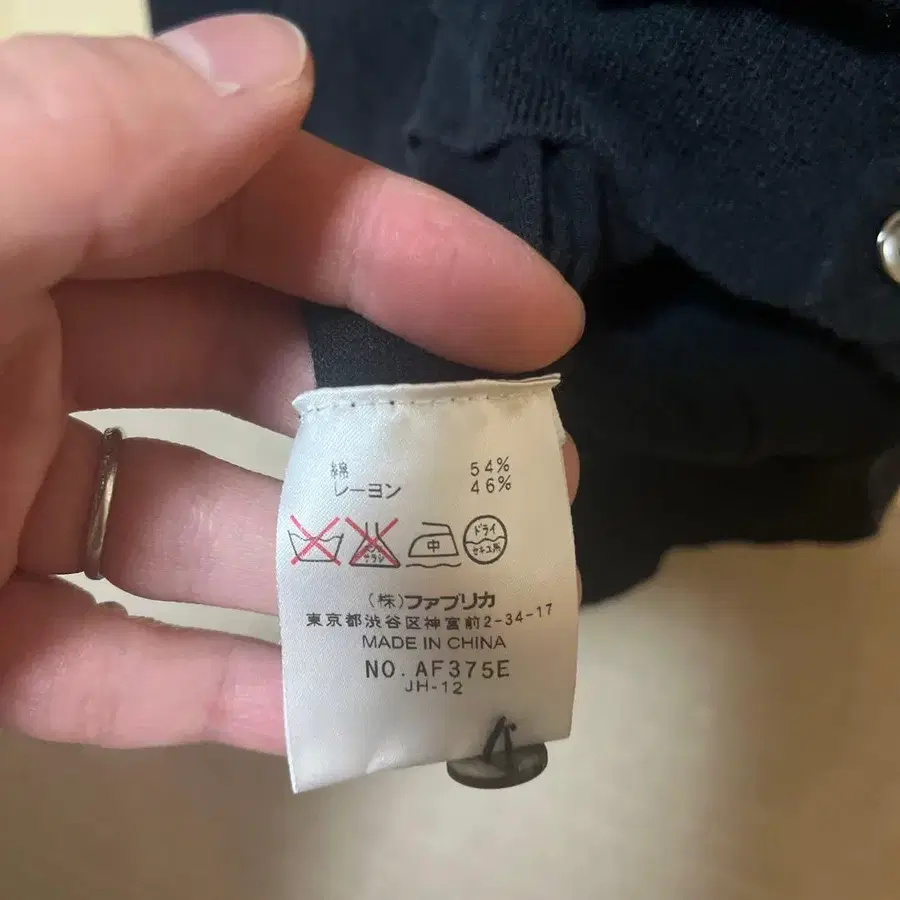 綿 54%
レーヨン 46%
中
ドライ
セキユ系
(株)ファブリカ
東京都渋谷区神宮前2-34-17
MADE IN CHINA
NO. AF375E
JH-12